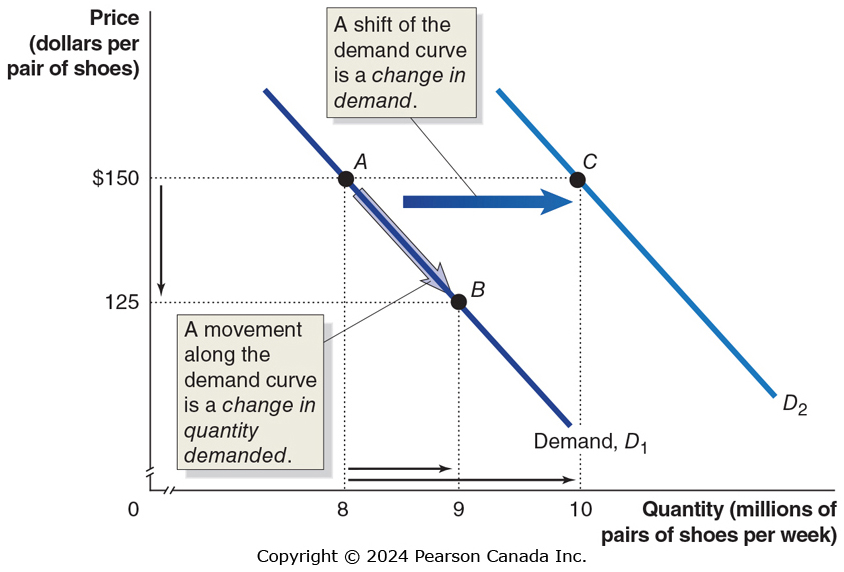 Price
(dollars per
pair of shoes)
A shift of the
demand curve
is a change in
demand.
A
C
$150
B
125
A movement
along the
demand curve
is a change in
quantity
demanded.
D2
Demand, D1
0
8
9
10
Quantity (millions of
pairs of shoes per week)
Copyright © 2024 Pearson Canada Inc.